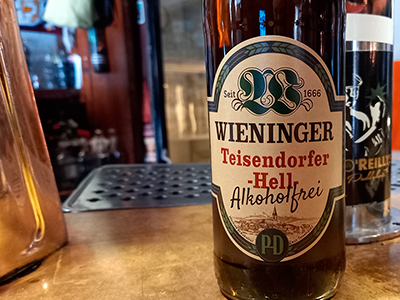 Seit 1666
WIENINGER
Teisendorfer
-Hell
Alkoholfrei
P&D
O'REILLY'S